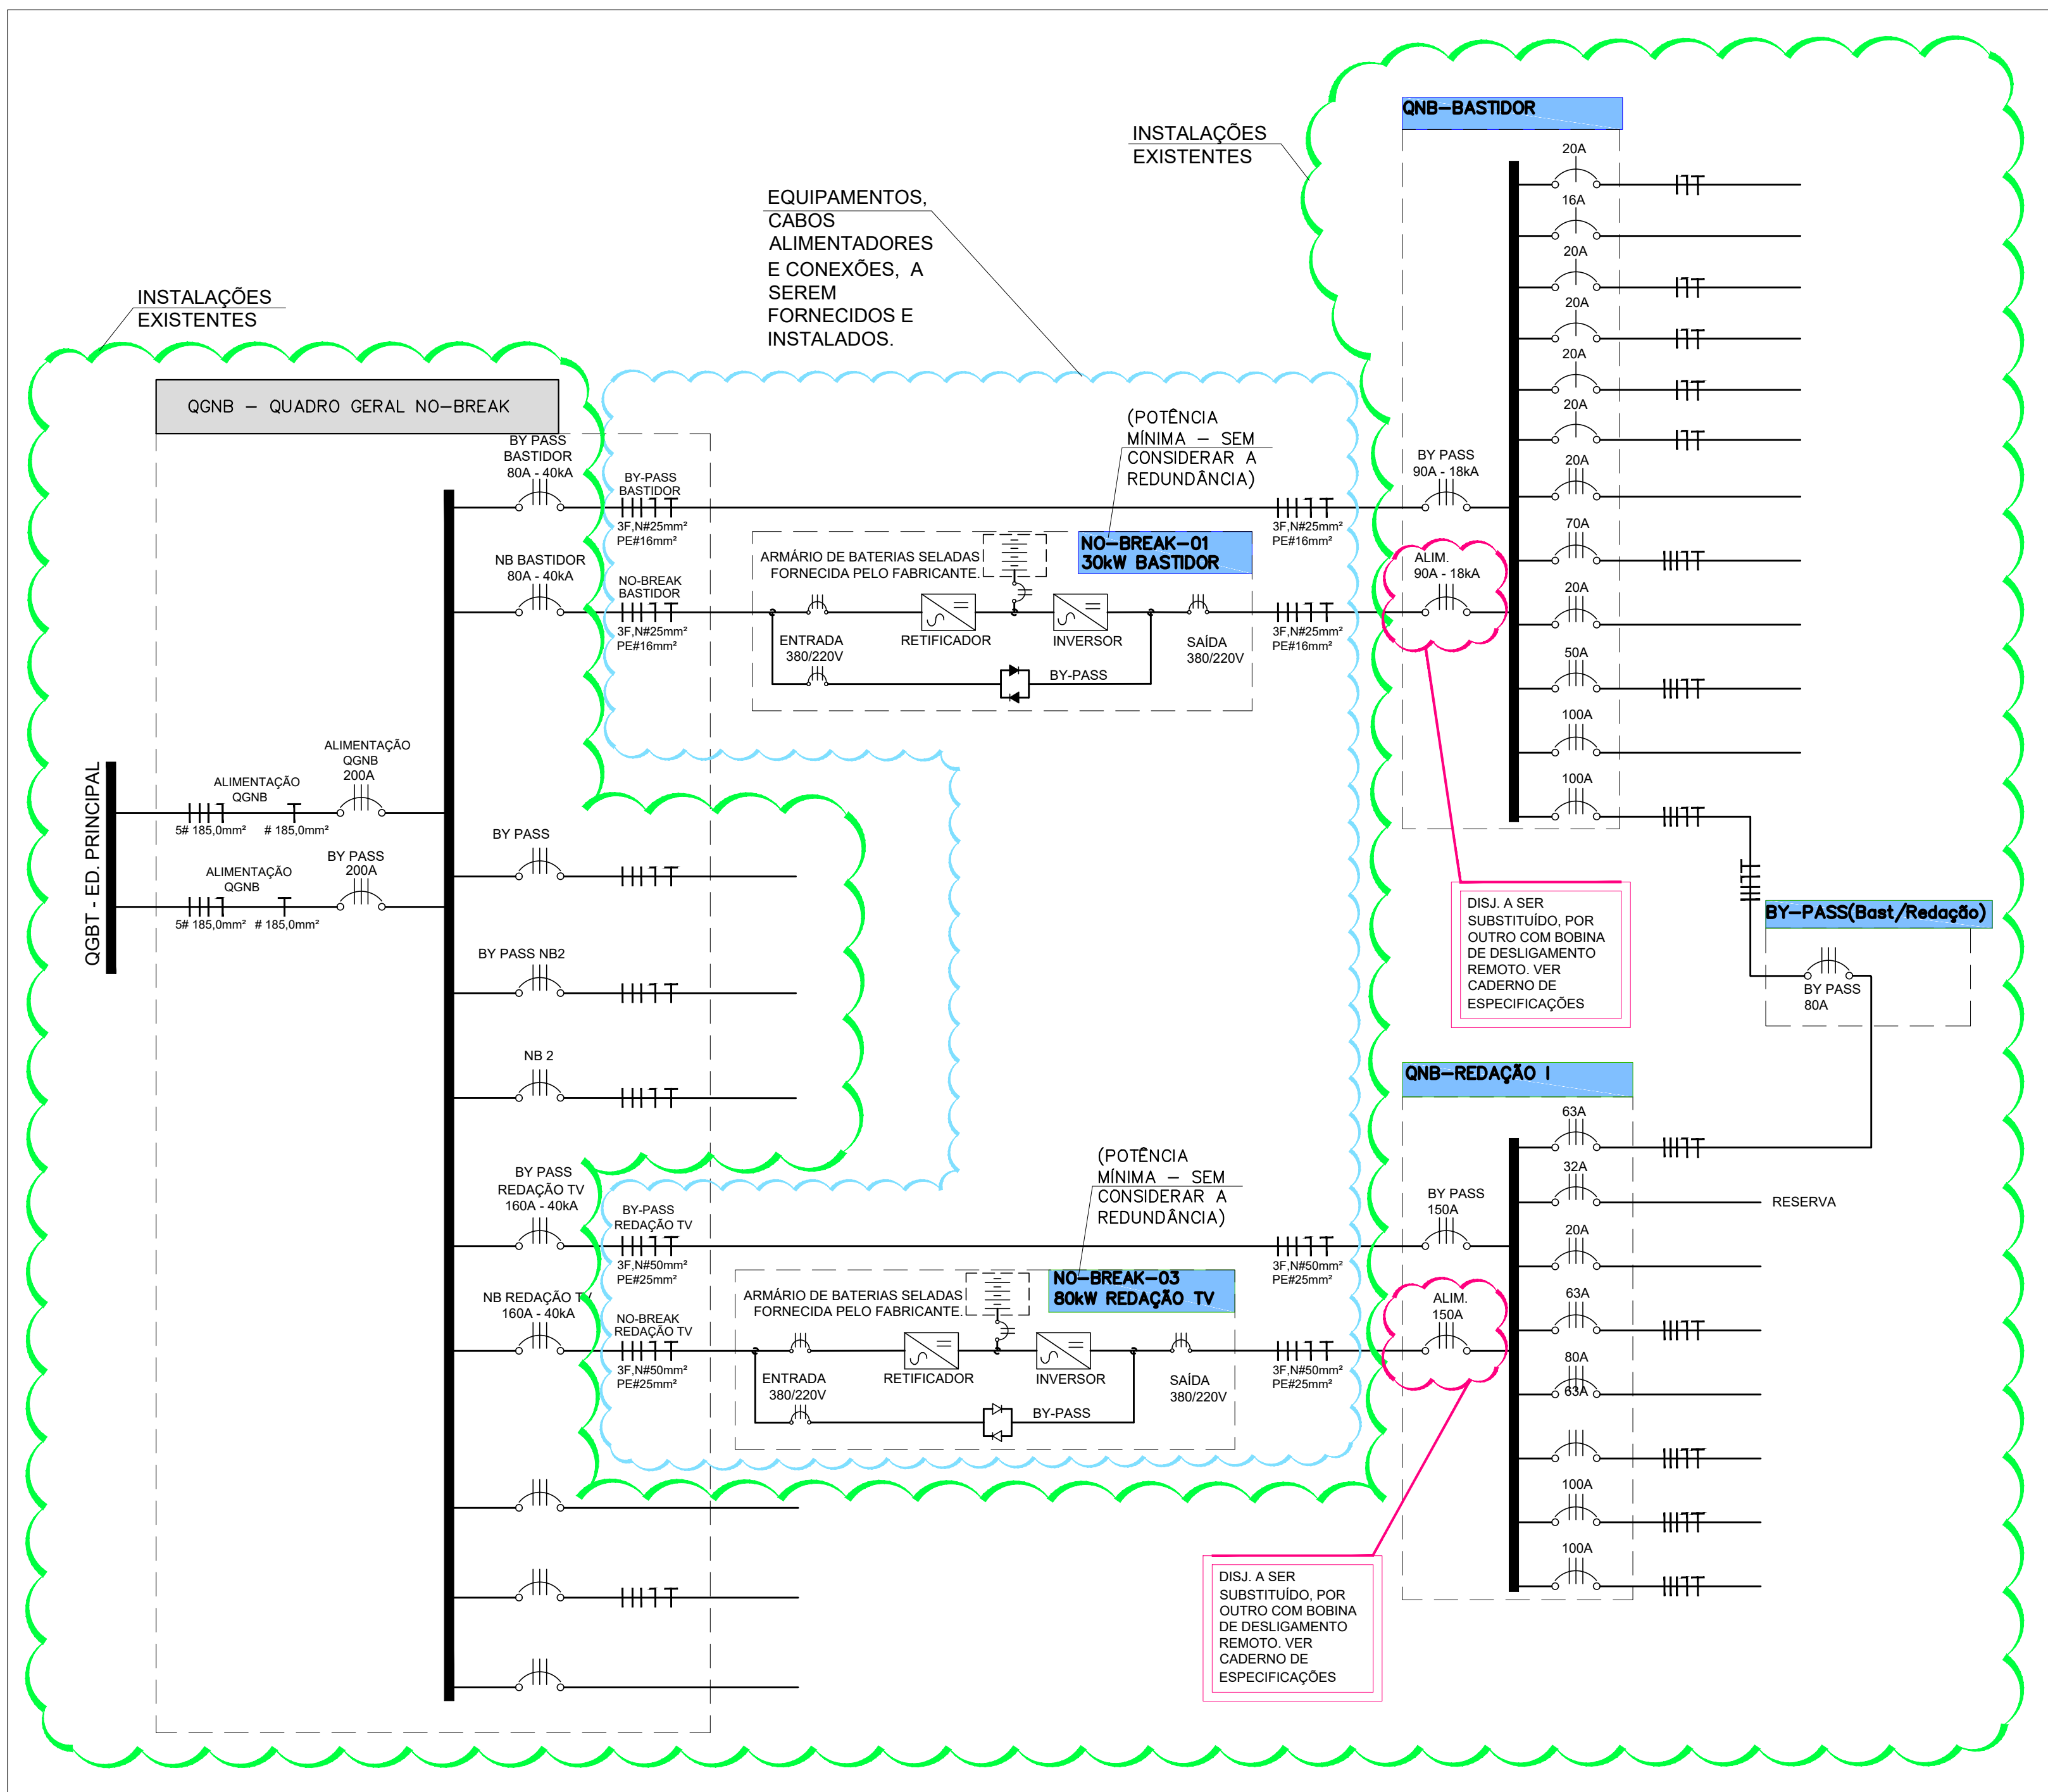 INSTALAÇÕES
EXISTENTES
EQUIPAMENTOS,
CABOS
ALIMENTADORES
E CONEXÕES, A
SEREM
FORNECIDOS E
INSTALADOS.
INSTALAÇÕES
EXISTENTES
QGNB - QUADRO GERAL NO-BREAK
QGBT - ED. PRINCIPAL
ALIMENTAÇÃO
QGNB
5# 185,0mm²
# 185,0mm²
ALIMENTAÇÃO
QGNB
200A
ALIMENTAÇÃO
QGNB
5# 185,0mm²
# 185,0mm²
BY PASS
200A
BY PASS
BASTIDOR
80A - 40kA
NB BASTIDOR
80A - 40kA
BY PASS
BY PASS NB2
NB 2
BY PASS
REDAÇÃO TV
160A - 40kA
NB REDAÇÃO TV
160A - 40kA
BY-PASS
BASTIDOR
3F,N#25mm²
PE#16mm²
NO-BREAK
BASTIDOR
3F,N#25mm²
PE#16mm²
(POTÊNCIA
MÍNIMA - SEM
CONSIDERAR A
REDUNDÂNCIA)
NO-BREAK-01
30kW BASTIDOR
ARMÁRIO DE BATERIAS SELADAS
FORNECIDA PELO FABRICANTE.
ENTRADA
380/220V
RETIFICADOR
INVERSOR
BY-PASS
SAÍDA
380/220V
3F,N#25mm²
PE#16mm²
3F,N#25mm²
PE#16mm²
BY-PASS
REDAÇÃO TV
3F,N#50mm²
PE#25mm²
NO-BREAK
REDAÇÃO TV
3F,N#50mm²
PE#25mm²
(POTÊNCIA
MÍNIMA - SEM
CONSIDERAR A
REDUNDÂNCIA)
NO-BREAK-03
80kW REDAÇÃO TV
ARMÁRIO DE BATERIAS SELADAS
FORNECIDA PELO FABRICANTE.
ENTRADA
380/220V
RETIFICADOR
INVERSOR
BY-PASS
SAÍDA
380/220V
3F,N#50mm²
PE#25mm²
3F,N#50mm²
PE#25mm²
QNB-BASTIDOR
BY PASS
90A - 18kA
ALIM.
90A - 18kA
20A
16A
20A
20A
20A
20A
20A
70A
20A
50A
100A
100A
DISJ. A SER
SUBSTITUÍDO, POR
OUTRO COM BOBINA
DE DESLIGAMENTO
REMOTO. VER
CADERNO DE
ESPECIFICAÇÕES
BY-PASS(Bast/Redação)
BY PASS
80A
QNB-REDAÇÃO I
BY PASS
150A
ALIM.
150A
63A
32A
RESERVA
20A
63A
80A
63A
100A
100A
DISJ. A SER
SUBSTITUÍDO, POR
OUTRO COM BOBINA
DE DESLIGAMENTO
REMOTO. VER
CADERNO DE
ESPECIFICAÇÕES